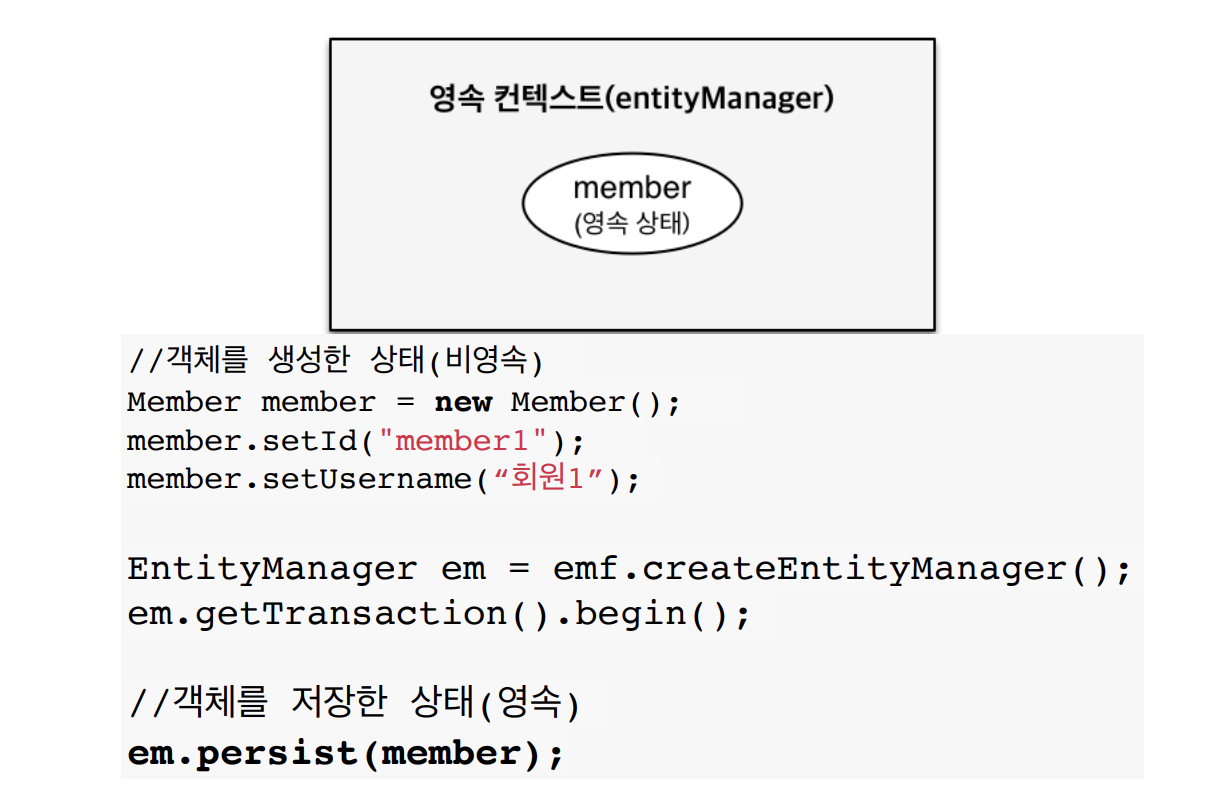 영속 컨텍스트(entityManager)
member
(영속 상태)
//객체를 생성한 상태(비영속)
Member member = new Member();
member.setId("member1");
member.setUsername(“회원1”);
EntityManager em = emf.createEntityManager();
em.getTransaction().begin();
//객체를 저장한 상태(영속)
em.persist(member);